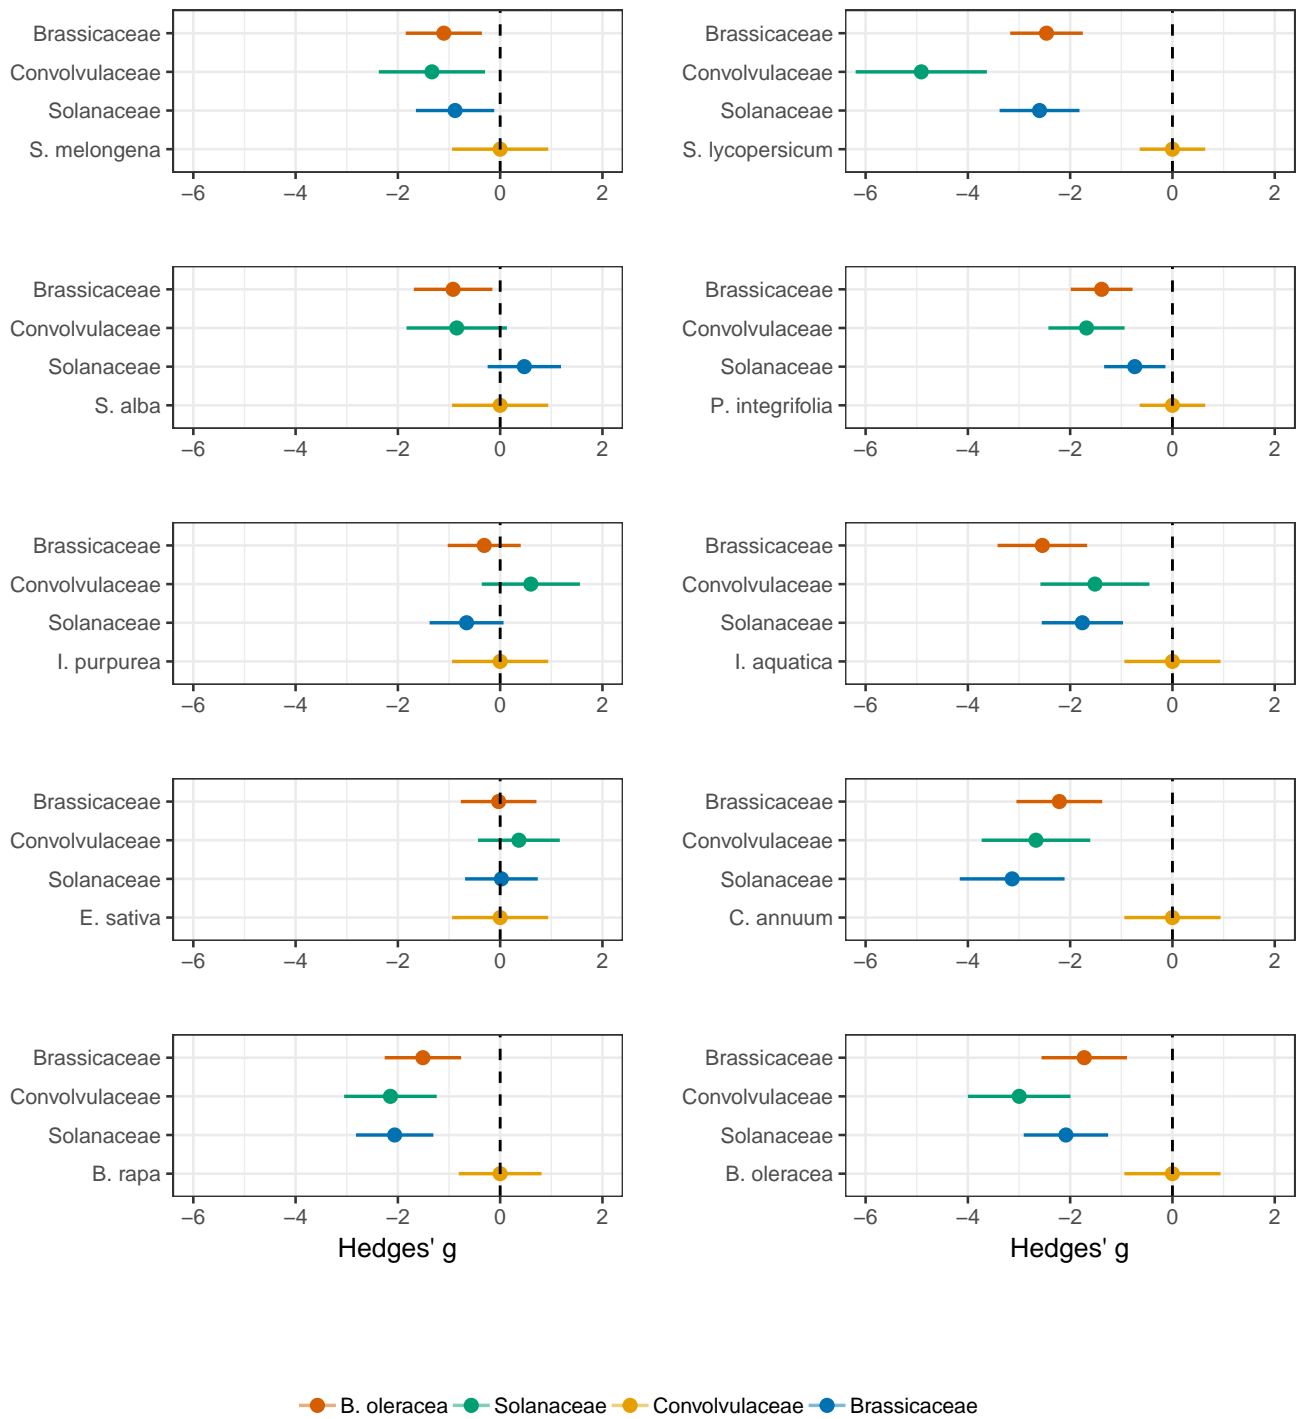 Brassicaceae
Convolvulaceae
Solanaceae
S. melongena
−6 −4 −2 0 2
Brassicaceae
Convolvulaceae
Solanaceae
S. lycopersicum
−6 −4 −2 0 2
Brassicaceae
Convolvulaceae
Solanaceae
S. alba
−6 −4 −2 0 2
Brassicaceae
Convolvulaceae
Solanaceae
P. integrifolia
−6 −4 −2 0 2
Brassicaceae
Convolvulaceae
Solanaceae
I. purpurea
−6 −4 −2 0 2
Brassicaceae
Convolvulaceae
Solanaceae
I. aquatica
−6 −4 −2 0 2
Brassicaceae
Convolvulaceae
Solanaceae
E. sativa
−6 −4 −2 0 2
Brassicaceae
Convolvulaceae
Solanaceae
C. annuum
−6 −4 −2 0 2
Brassicaceae
Convolvulaceae
Solanaceae
B. rapa
−6 −4 −2 0 2
Hedges' g
Brassicaceae
Convolvulaceae
Solanaceae
B. oleracea
−6 −4 −2 0 2
Hedges' g
B. oleracea Solanaceae Convolvulaceae Brassicaceae